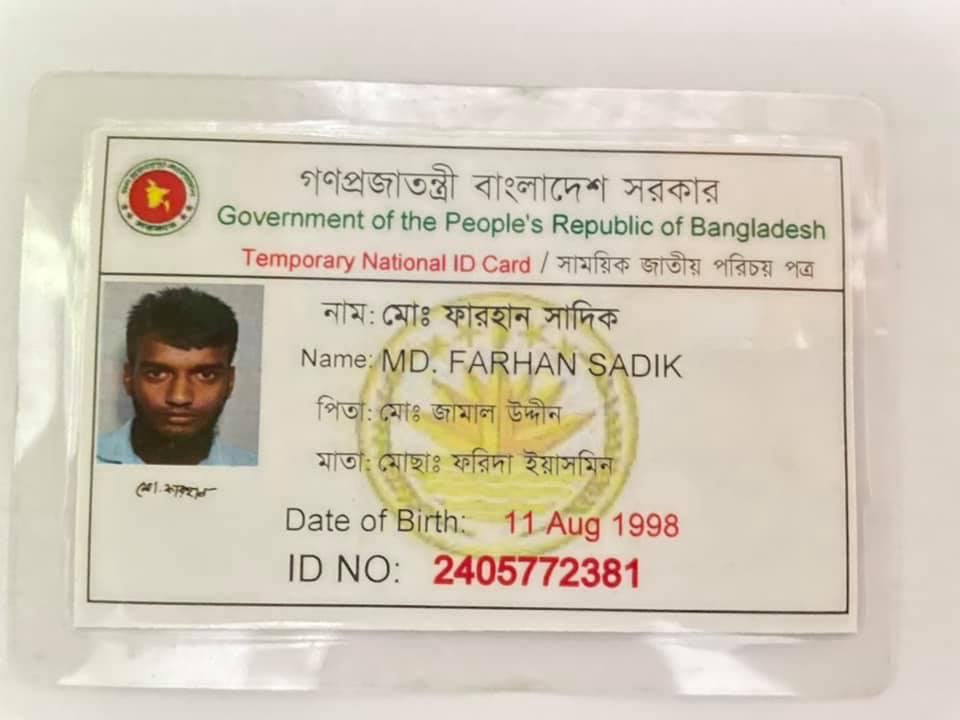 গণপ্রজাতন্ত্রী বাংলাদেশ সরকার
Government of the People's Republic of Bangladesh
Temporary National ID Card / সাময়িক জাতীয় পরিচয় পত্র
নাম: মোঃ ফারহান সাদিক
Name: MD. FARHAN SADIK
পিতা: মোঃ জামাল উদ্দীন
মাতা: মোছাঃ ফরিদা ইয়াসমিন
মো. ফারহান
Date of Birth: 11 Aug 1998
ID NO: 2405772381